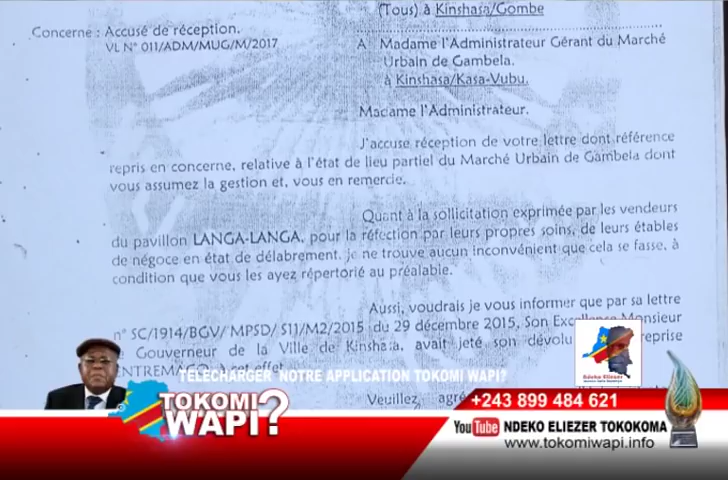 (Tous) à Kinshasa/Gombe
Concerne : Accusé de réception.
VL N° 011/ADM/MUG/M/2017
A Madame l'Administrateur Gérant du Marché
Urbain de Gambela.
à Kinshasa/Kasa-Vubu.
Madame l'Administrateur.
J'accuse réception de votre lettre dont référence
repris en concerne, relative à l'état de lieu partiel du Marché Urbain de Gambela dont
vous assumez la gestion et, vous en remercie.
Quant à la sollicitation exprimée par les vendeurs
du pavillon LANGA-LANGA, pour la réfection par leurs propres soins, de leurs étables
de négoce en état de délabrement, je ne trouve aucun inconvénient que cela se fasse, à
condition que vous les ayez répertorié au préalable.
Aussi, voudrais je vous informer que par sa lettre
n° SC/1914/BGV/ MPSD/ S11/M2/2015 du 29 décembre 2015, Son Excellence Monsieur
Gouverneur de la Ville de Kinshasa, avait jeté son dévolu
à cet effet
Veuillez, agré
TELECHARGER NOTRE APPLICATION TOKOMI WAPI?
TOKOMI
WAPI?
Ndeko Eliezer
+243 899 484 621
YouTube NDEKO ELIEZER TOKOKOMA
www.tokomiwapi.info